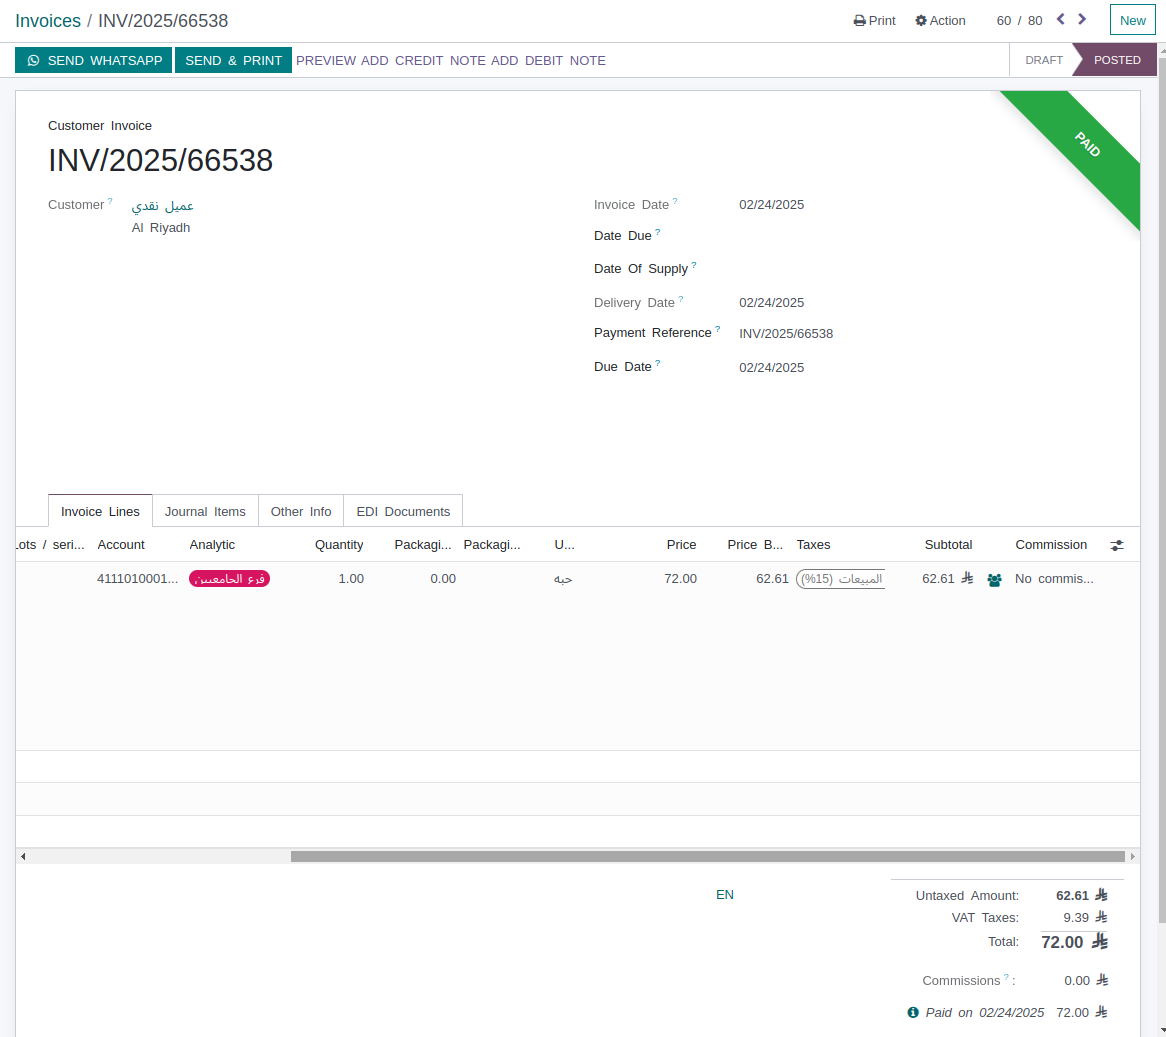 Invoices / INV/2025/66538
Print Action 60 / 80 New
SEND WHATSAPP SEND & PRINT PREVIEW ADD CREDIT NOTE ADD DEBIT NOTE DRAFT POSTED
PAID
Customer Invoice
INV/2025/66538
Customer ? عميل نقدي
Al Riyadh
Invoice Date ? 02/24/2025
Date Due ?
Date Of Supply ?
Delivery Date ? 02/24/2025
Payment Reference ? INV/2025/66538
Due Date ? 02/24/2025
Invoice Lines Journal Items Other Info EDI Documents
Lots / seri... Account Analytic Quantity Packagi... Packagi... U... Price Price B... Taxes Subtotal Commission
4111010001... فرع الجامعيين 1.00 0.00 حبه 72.00 62.61 المبيعات (15%) 62.61 No commis...
EN
Untaxed Amount: 62.61
VAT Taxes: 9.39
Total: 72.00
Commissions ? : 0.00
Paid on 02/24/2025 72.00